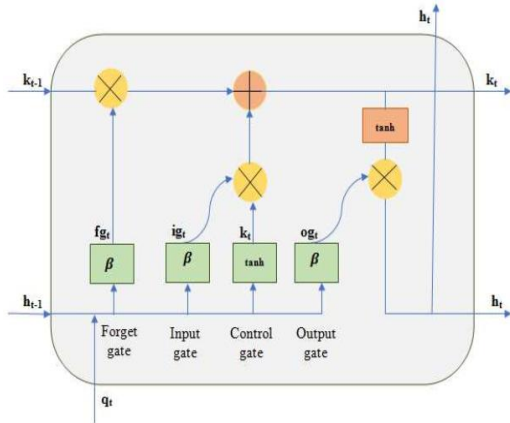 hₜ
kₜ₋₁
kₜ
tanh
fgₜ
igₜ
kₜ
ogₜ
β
β
tanh
β
hₜ₋₁
hₜ
Forget gate
Input gate
Control gate
Output gate
qₜ